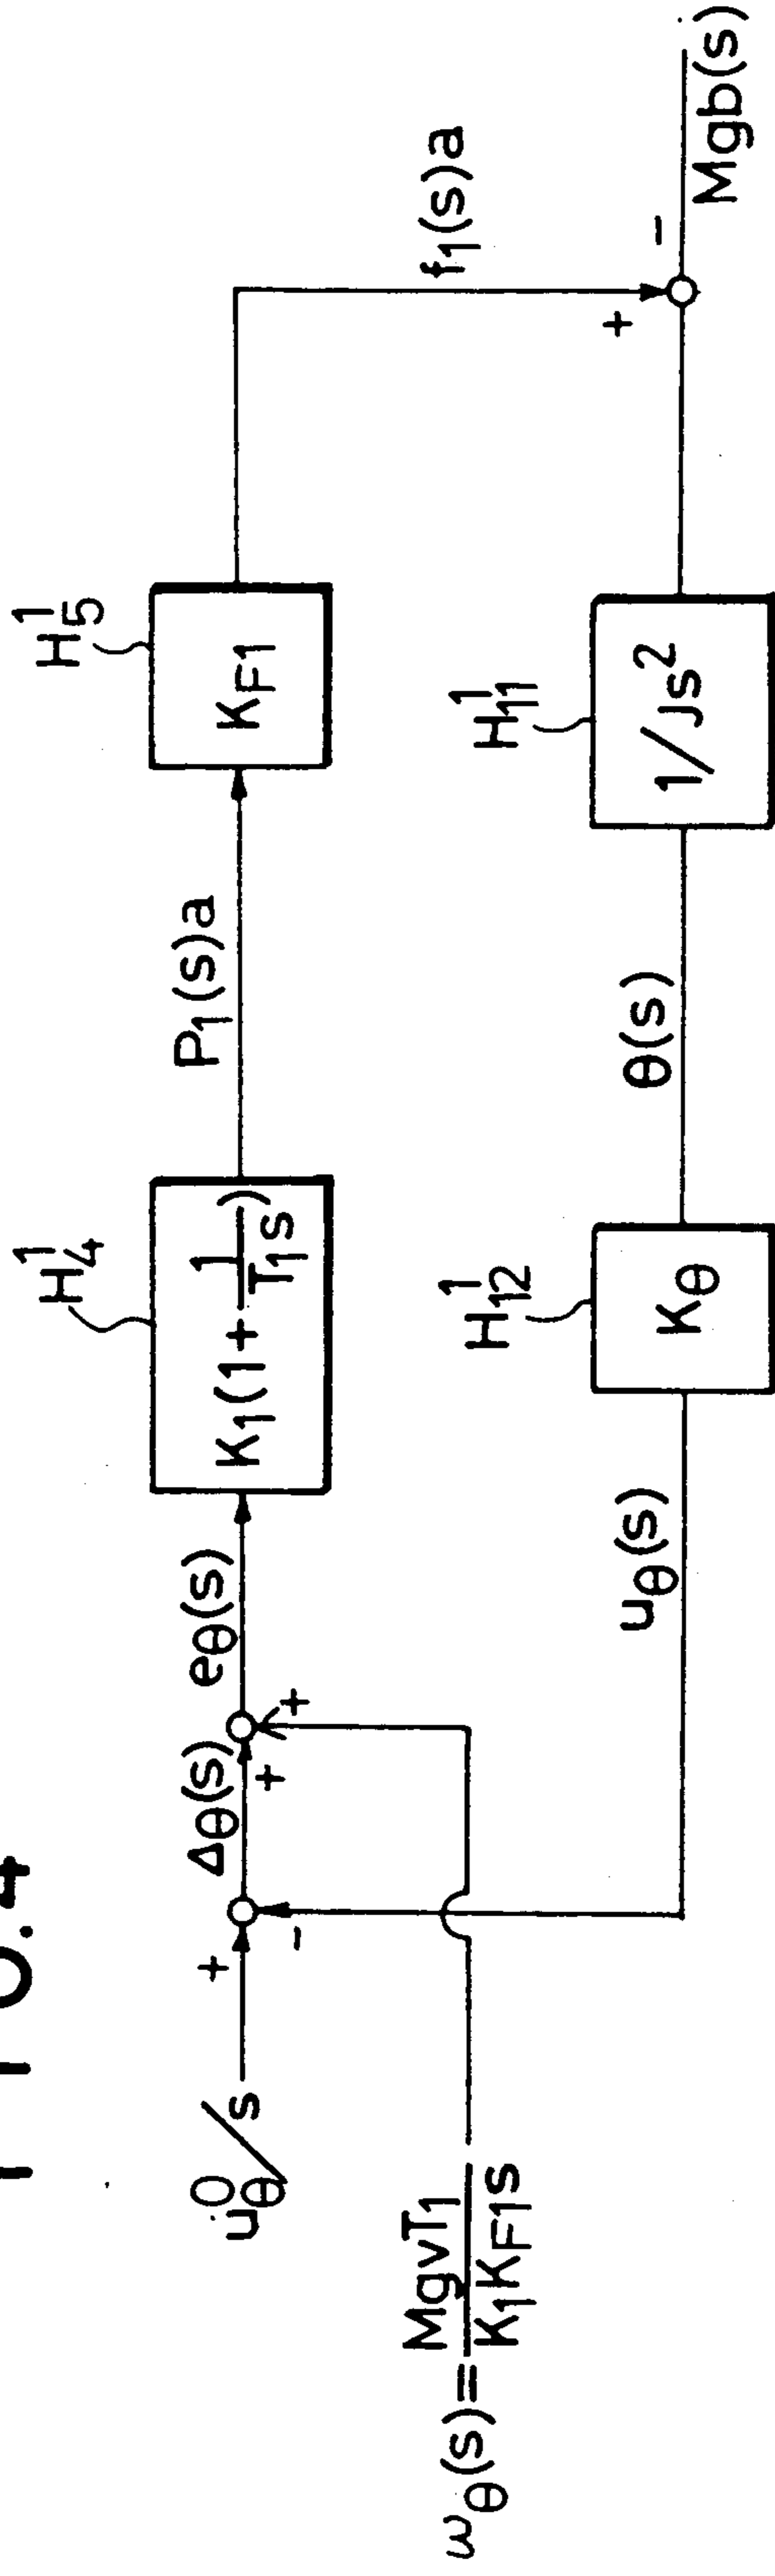 FIG.4
H¹₄
H¹₅
u⁰θ/s
+
-
Δθ(s)
+
+
eθ(s)
K₁(1+1/T₁s)
P₁(s)a
K_F1
f₁(s)a
ωθ(s)=MgvT₁/K₁K_F1s
uθ(s)
H¹₁₂
Kθ
θ(s)
H¹₁₁
1/Js²
+
-
Mgb(s)